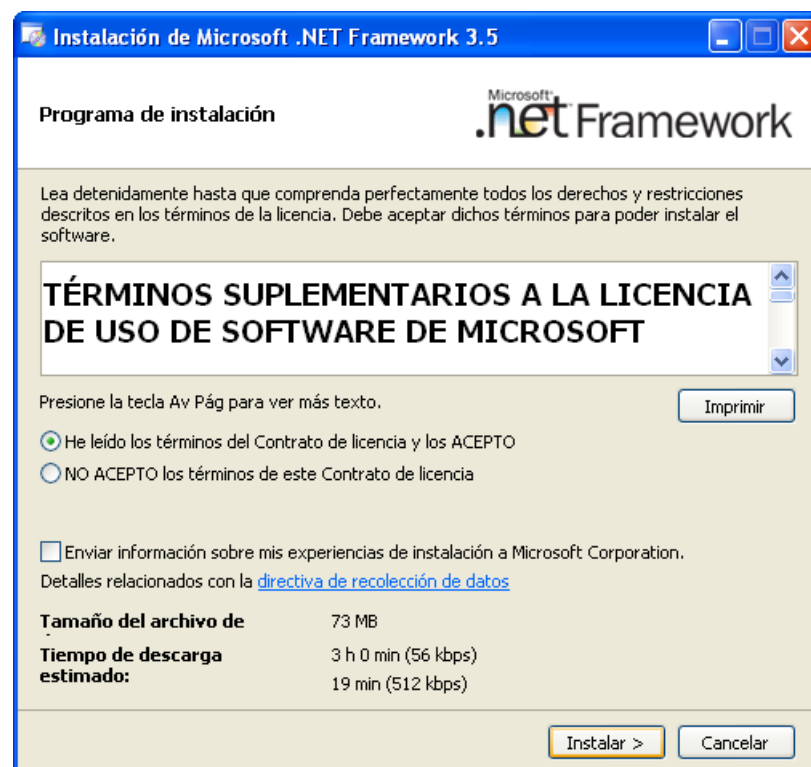 Instalación de Microsoft .NET Framework 3.5
Programa de instalación
Microsoft
.net Framework
Lea detenidamente hasta que comprenda perfectamente todos los derechos y restricciones
descritos en los términos de la licencia. Debe aceptar dichos términos para poder instalar el
software.
TÉRMINOS SUPLEMENTARIOS A LA LICENCIA
DE USO DE SOFTWARE DE MICROSOFT
Presione la tecla Av Pág para ver más texto.
Imprimir
He leído los términos del Contrato de licencia y los ACEPTO
NO ACEPTO los términos de este Contrato de licencia
Enviar información sobre mis experiencias de instalación a Microsoft Corporation.
Detalles relacionados con la directiva de recolección de datos
Tamaño del archivo de 73 MB
Tiempo de descarga 3 h 0 min (56 kbps)
estimado: 19 min (512 kbps)
Instalar > Cancelar